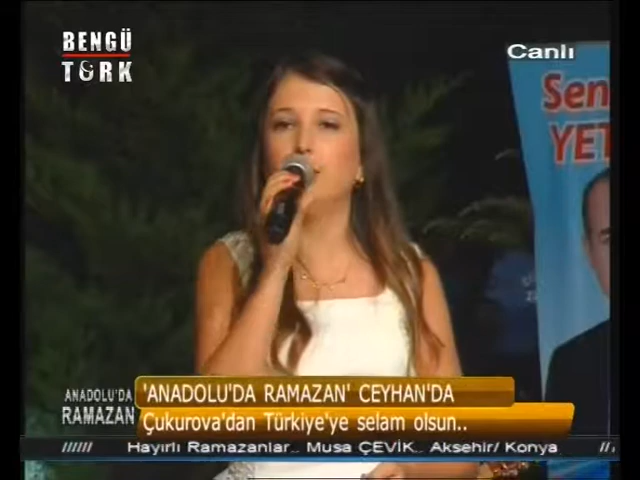 BENGÜ
TÜRK
Canlı
Sen
YET
ANADOLU'DA
RAMAZAN
'ANADOLU'DA RAMAZAN' CEYHAN'DA
Çukurova'dan Türkiye'ye selam olsun..
Hayırlı Ramazanlar.. Musa ÇEVİK.. Akşehir/ Konya